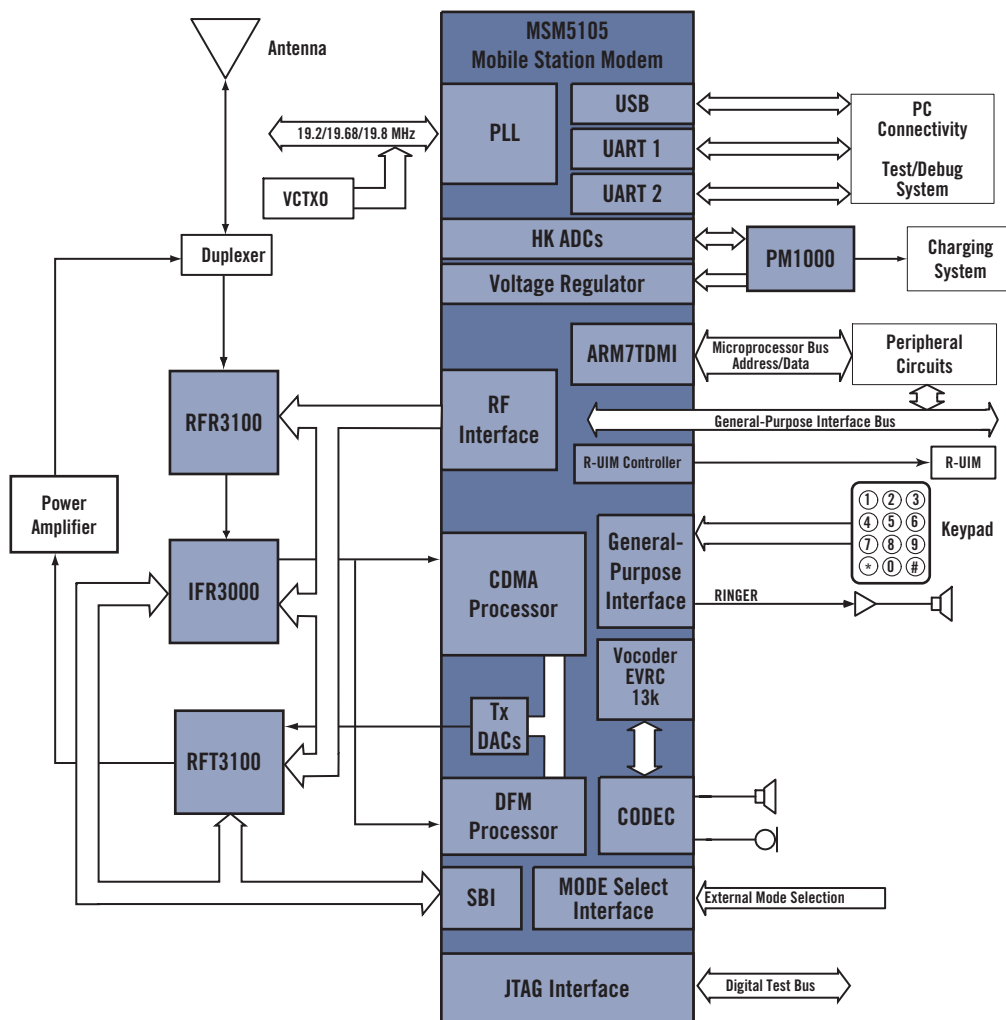 MSM5105
Mobile Station Modem
Antenna
PLL
USB
UART 1
UART 2
PC
Connectivity
Test/Debug
System
19.2/19.68/19.8 MHz
VCTXO
HK ADCs
Voltage Regulator
PM1000
Charging
System
Duplexer
ARM7TDMI
Microprocessor Bus
Address/Data
Peripheral
Circuits
RFR3100
RF
Interface
General-Purpose Interface Bus
R-UIM Controller
R-UIM
Power
Amplifier
1 2 3
4 5 6
7 8 9
* 0 #
Keypad
General-
Purpose
Interface
IFR3000
CDMA
Processor
RINGER
Vocoder
EVRC
13k
Tx
DACs
RFT3100
DFM
Processor
CODEC
SBI
MODE Select
Interface
External Mode Selection
JTAG Interface
Digital Test Bus